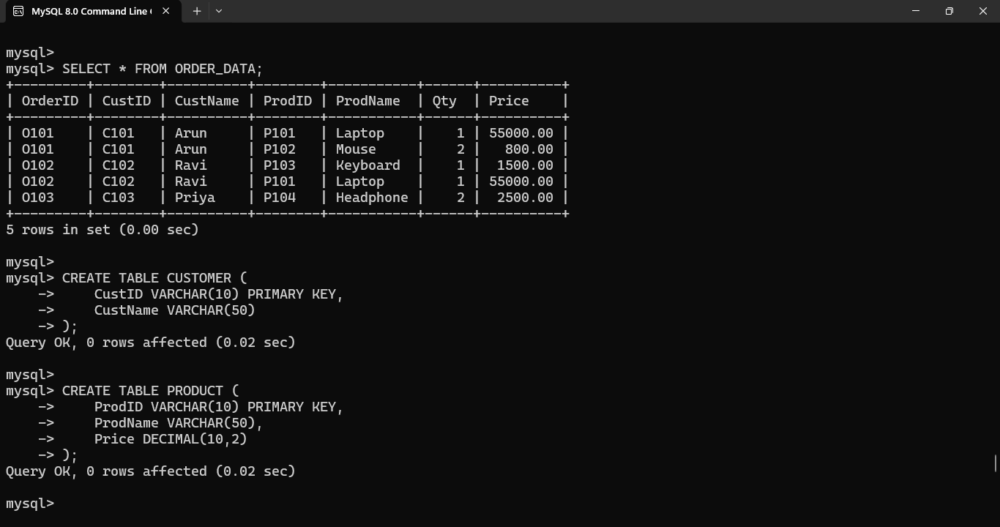 MySQL 8.0 Command Line
mysql>
mysql> SELECT * FROM ORDER_DATA;
+---------+--------+----------+--------+-----------+------+----------+
| OrderID | CustID | CustName | ProdID | ProdName  | Qty  | Price    |
+---------+--------+----------+--------+-----------+------+----------+
| O101    | C101   | Arun     | P101   | Laptop    |    1 | 55000.00 |
| O101    | C101   | Arun     | P102   | Mouse     |    2 |   800.00 |
| O102    | C102   | Ravi     | P103   | Keyboard  |    1 |  1500.00 |
| O102    | C102   | Ravi     | P101   | Laptop    |    1 | 55000.00 |
| O103    | C103   | Priya    | P104   | Headphone |    2 |  2500.00 |
+---------+--------+----------+--------+-----------+------+----------+
5 rows in set (0.00 sec)
mysql>
mysql> CREATE TABLE CUSTOMER (
    ->     CustID VARCHAR(10) PRIMARY KEY,
    ->     CustName VARCHAR(50)
    -> );
Query OK, 0 rows affected (0.02 sec)
mysql>
mysql> CREATE TABLE PRODUCT (
    ->     ProdID VARCHAR(10) PRIMARY KEY,
    ->     ProdName VARCHAR(50),
    ->     Price DECIMAL(10,2)
    -> );
Query OK, 0 rows affected (0.02 sec)
mysql>